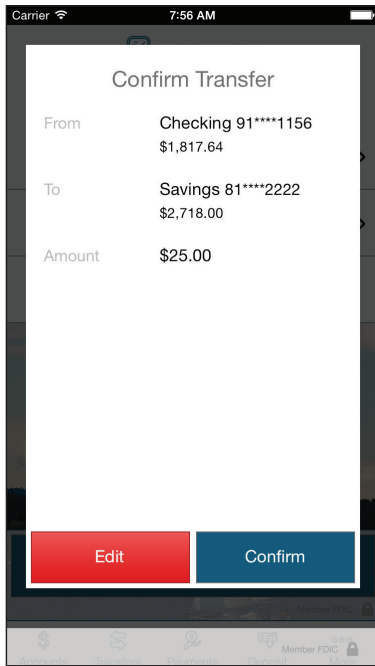 Carrier 7:56 AM
Confirm Transfer
From Checking 91****1156
$1,817.64
To Savings 81****2222
$2,718.00
Amount $25.00
Edit Confirm
Member FDIC
Member FDIC
Accounts Transfers Payments Deposit More